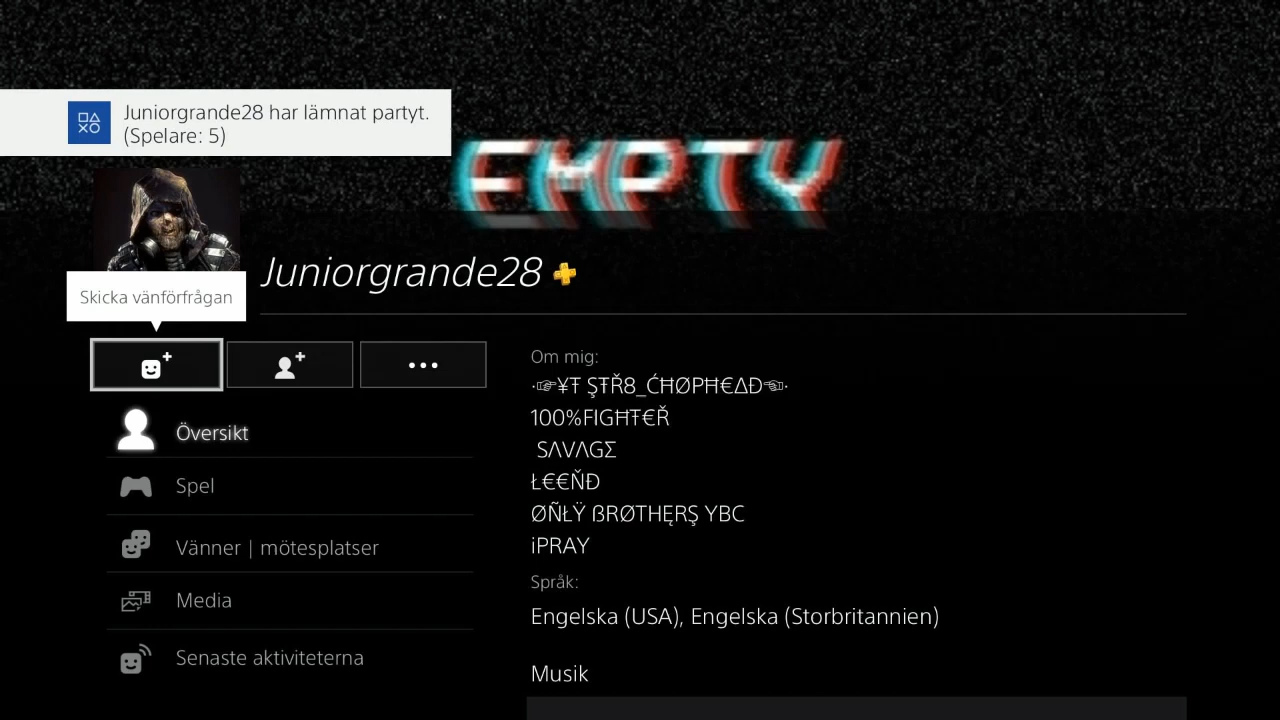 Juniorgrande28 har lämnat partyt.
(Spelare: 5)
EMPTY
Juniorgrande28
Skicka vänförfrågan
Om mig:
·☞¥Ŧ ŞŦŘ8_ĆĦØPĦ€ΔĐ☜·
100%FIGĦŦ€Ř
SΛVΛGΣ
Ł€€ŇĐ
ØÑŁŸ ßRØTHĘRŞ YBC
iPRAY
Språk:
Engelska (USA), Engelska (Storbritannien)
Musik
Översikt
Spel
Vänner | mötesplatser
Media
Senaste aktiviteterna